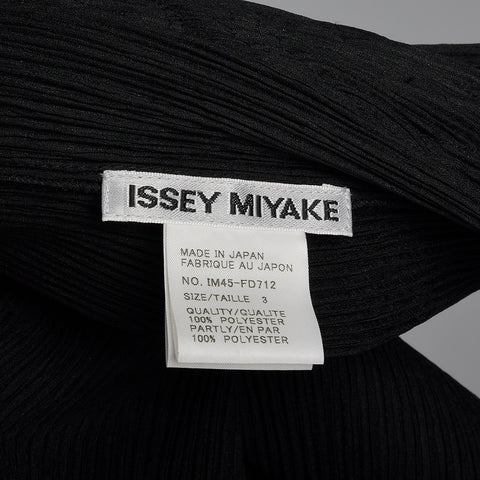 ISSEY MIYAKE
MADE IN JAPAN
FABRIQUE AU JAPON
NO. IM45-FD712
SIZE/TAILLE 3
QUALITY/QUALITE
100% POLYESTER
PARTLY/EN PAR
100% POLYESTER